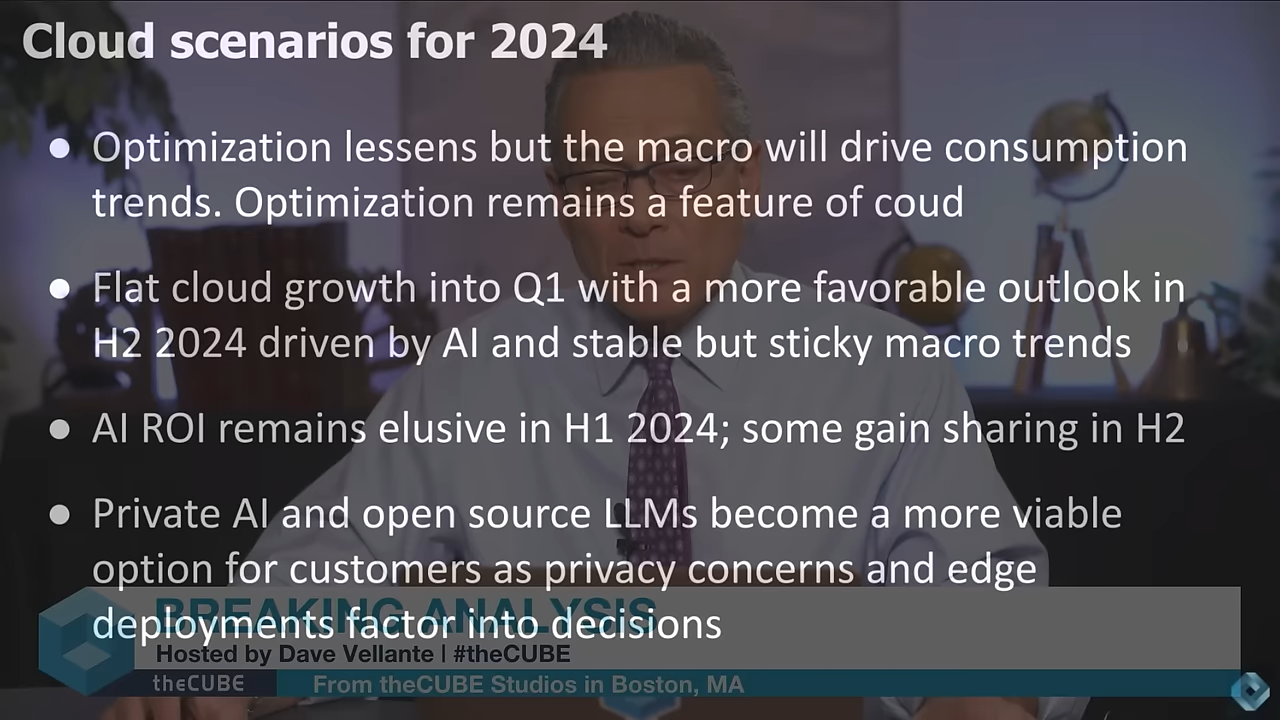 Cloud scenarios for 2024
● Optimization lessens but the macro will drive consumption
trends. Optimization remains a feature of coud
● Flat cloud growth into Q1 with a more favorable outlook in
H2 2024 driven by AI and stable but sticky macro trends
● AI ROI remains elusive in H1 2024; some gain sharing in H2
● Private AI and open source LLMs become a more viable
option for customers as privacy concerns and edge
deployments factor into decisions
BREAKING ANALYSIS
Hosted by Dave Vellante | #theCUBE
theCUBE
From theCUBE Studios in Boston, MA